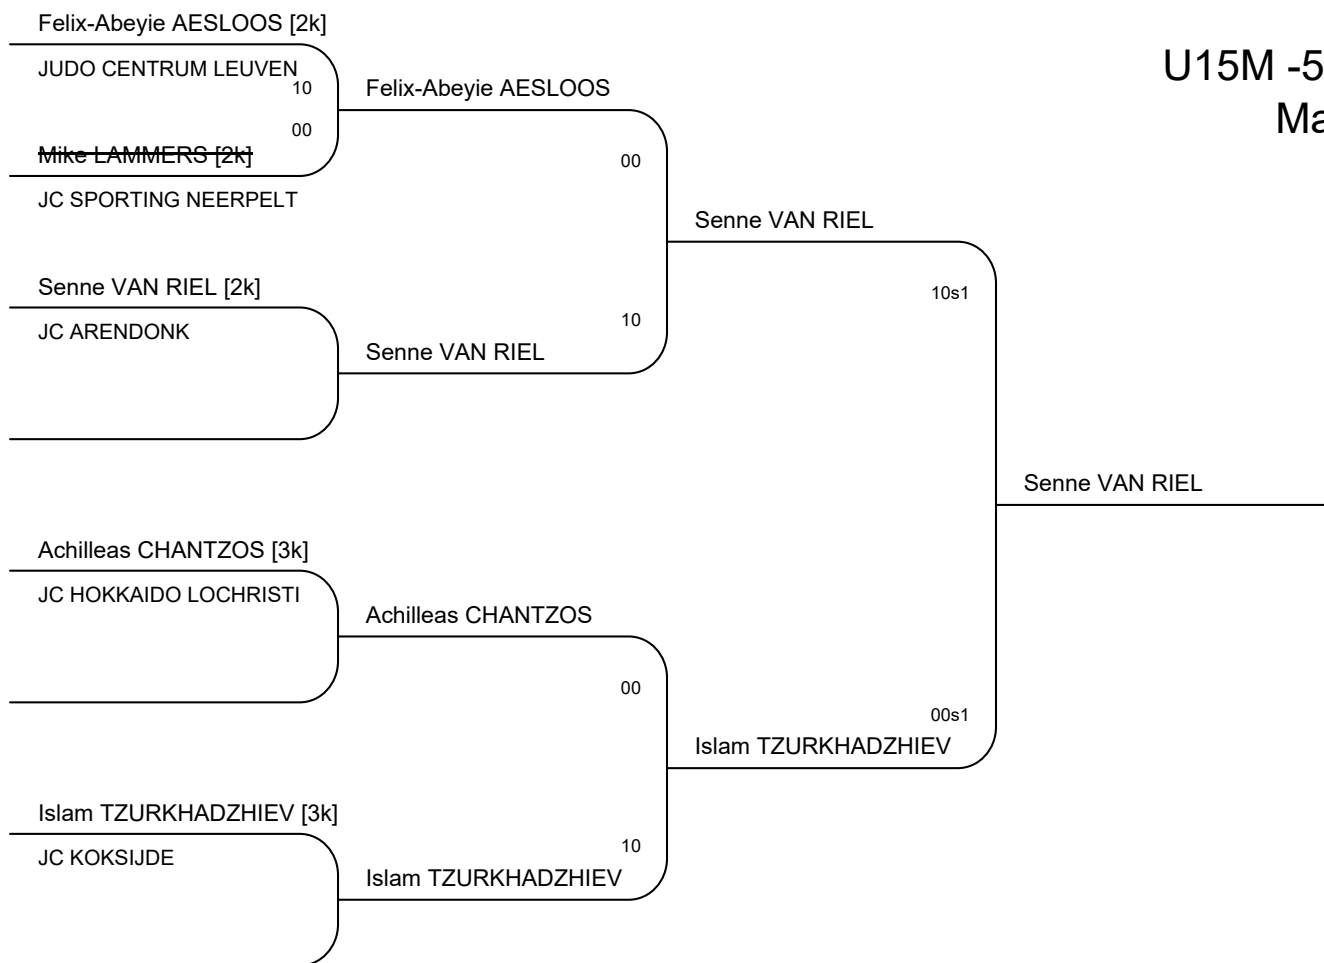 Felix-Abeyie AESLOOS [2k]
JUDO CENTRUM LEUVEN
10
00
Mike LAMMERS [2k]
JC SPORTING NEERPELT
Senne VAN RIEL [2k]
JC ARENDONK
Achilleas CHANTZOS [3k]
JC HOKKAIDO LOCHRISTI
Islam TZURKHADZHIEV [3k]
JC KOKSIJDE
Felix-Abeyie AESLOOS
00
10
Senne VAN RIEL
Achilleas CHANTZOS
00
10
Islam TZURKHADZHIEV
Senne VAN RIEL
10s1
00s1
Islam TZURKHADZHIEV
Senne VAN RIEL
U15M -5
Ma